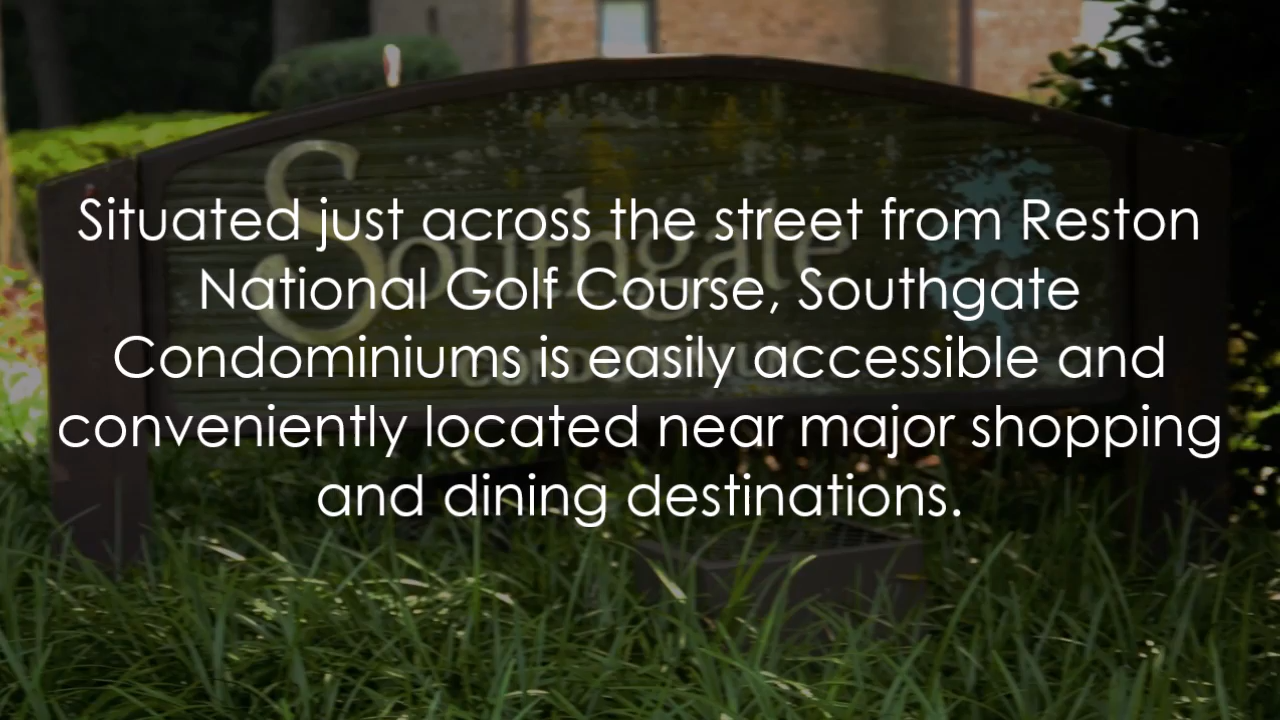 Situated just across the street from Reston
National Golf Course, Southgate
Condominiums is easily accessible and
conveniently located near major shopping
and dining destinations.
Southgate